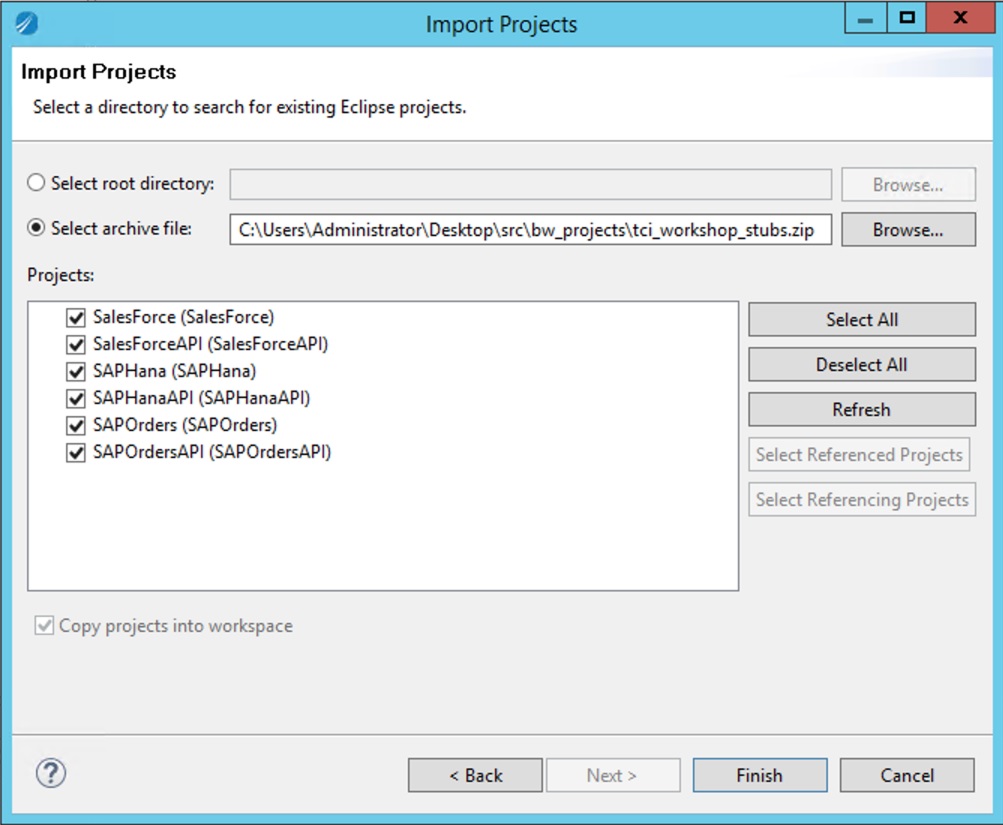 Import Projects
Import Projects
Select a directory to search for existing Eclipse projects.
Select root directory:
Browse...
Select archive file:
C:\Users\Administrator\Desktop\src\bw_projects\tci_workshop_stubs.zip
Browse...
Projects:
SalesForce (SalesForce)
SalesForceAPI (SalesForceAPI)
SAPHana (SAPHana)
SAPHanaAPI (SAPHanaAPI)
SAPOrders (SAPOrders)
SAPOrdersAPI (SAPOrdersAPI)
Select All
Deselect All
Refresh
Select Referenced Projects
Select Referencing Projects
Copy projects into workspace
< Back
Next >
Finish
Cancel